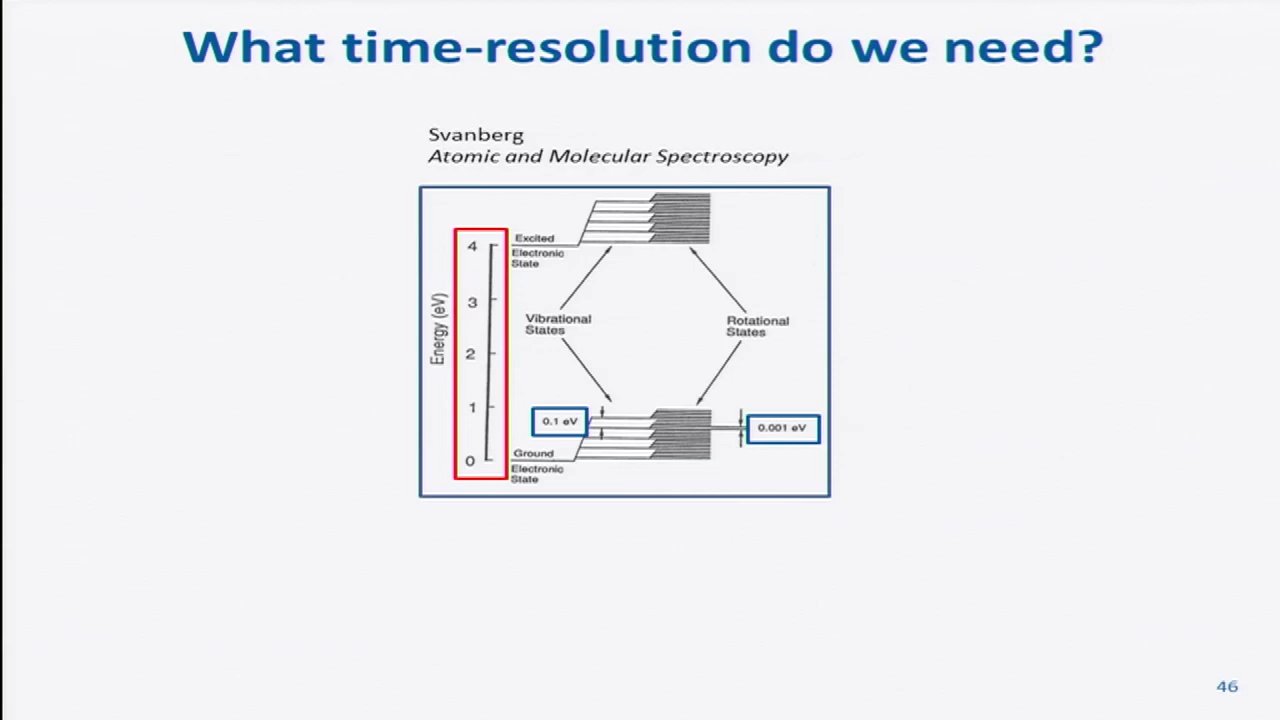 What time-resolution do we need?
Svanberg
Atomic and Molecular Spectroscopy
Energy (eV)
4
3
2
1
0
Excited
Electronic
State
Vibrational
States
Rotational
States
0.1 eV
0.001 eV
Ground
Electronic
State
46